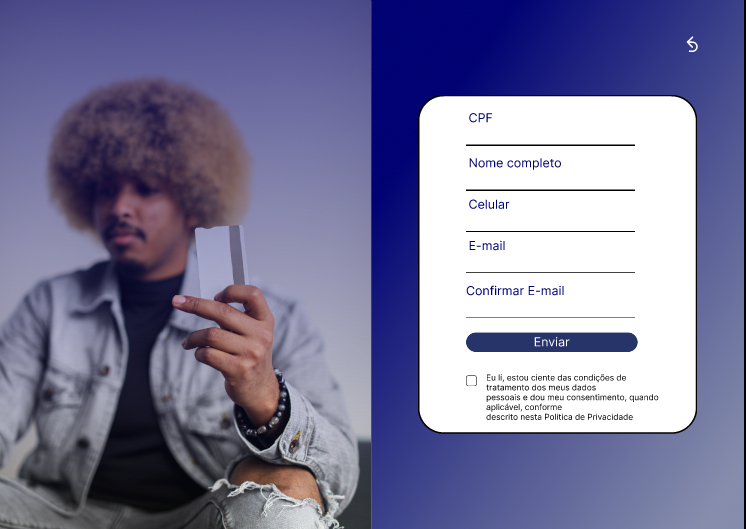 CPF
Nome completo
Celular
E-mail
Confirmar E-mail
Enviar
Eu li, estou ciente das condições de
tratamento dos meus dados
pessoais e dou meu consentimento, quando
aplicável, conforme
descrito nesta Política de Privacidade